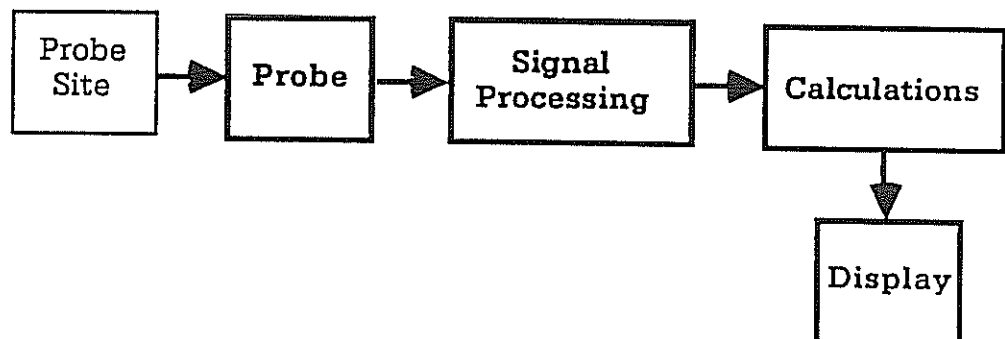 Probe
Site
Probe
Signal
Processing
Calculations
Display